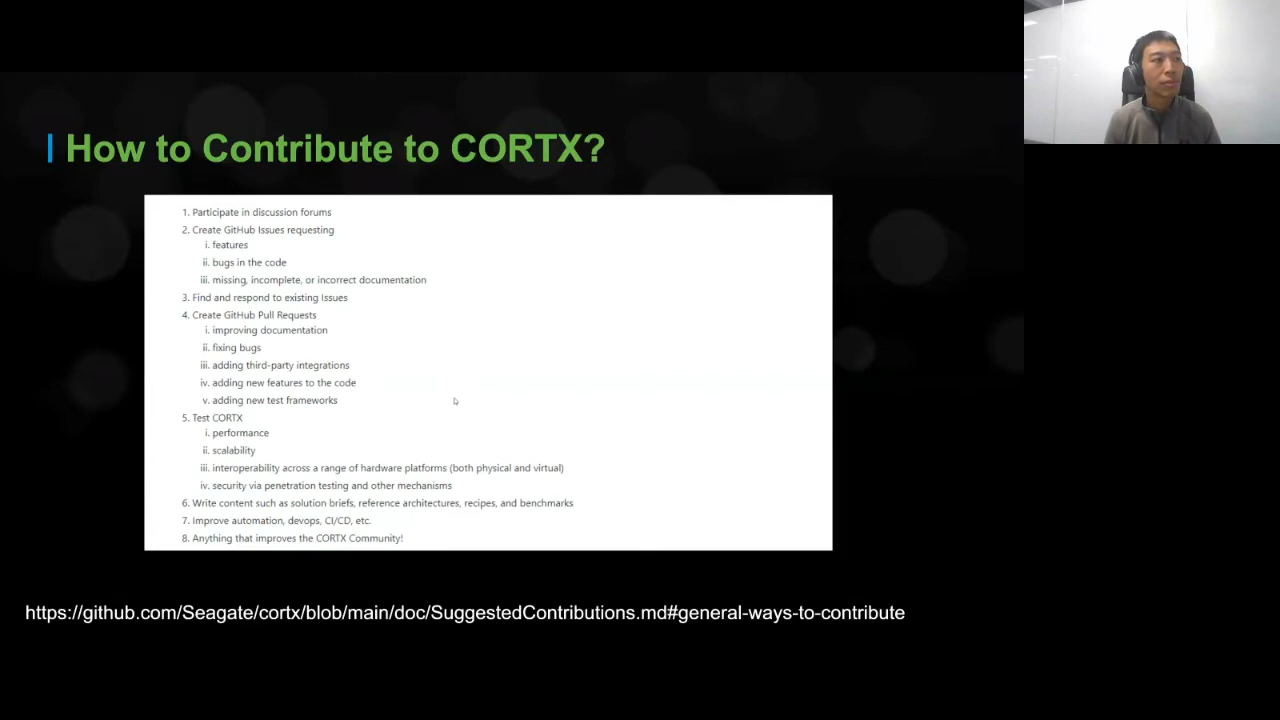 How to Contribute to CORTX?
1. Participate in discussion forums
2. Create GitHub Issues requesting
i. features
ii. bugs in the code
iii. missing, incomplete, or incorrect documentation
3. Find and respond to existing Issues
4. Create GitHub Pull Requests
i. improving documentation
ii. fixing bugs
iii. adding third-party integrations
iv. adding new features to the code
v. adding new test frameworks
5. Test CORTX
i. performance
ii. scalability
iii. interoperability across a range of hardware platforms (both physical and virtual)
iv. security via penetration testing and other mechanisms
6. Write content such as solution briefs, reference architectures, recipes, and benchmarks
7. Improve automation, devops, CI/CD, etc.
8. Anything that improves the CORTX Community!
https://github.com/Seagate/cortx/blob/main/doc/SuggestedContributions.md#general-ways-to-contribute